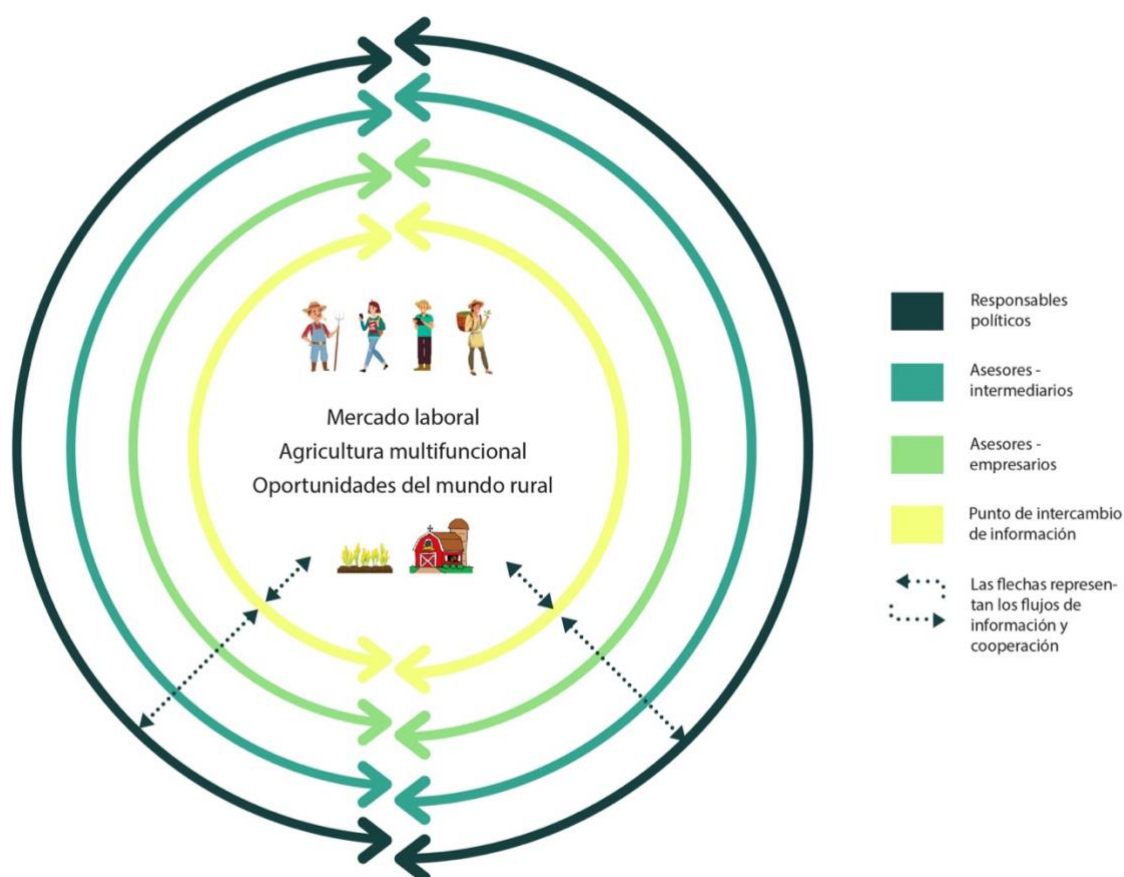 Mercado laboral
Agricultura multifuncional
Oportunidades del mundo rural
Responsables
políticos
Asesores -
intermediarios
Asesores -
empresarios
Punto de intercambio
de información
Las flechas represen-
tan los flujos de
información y
cooperación